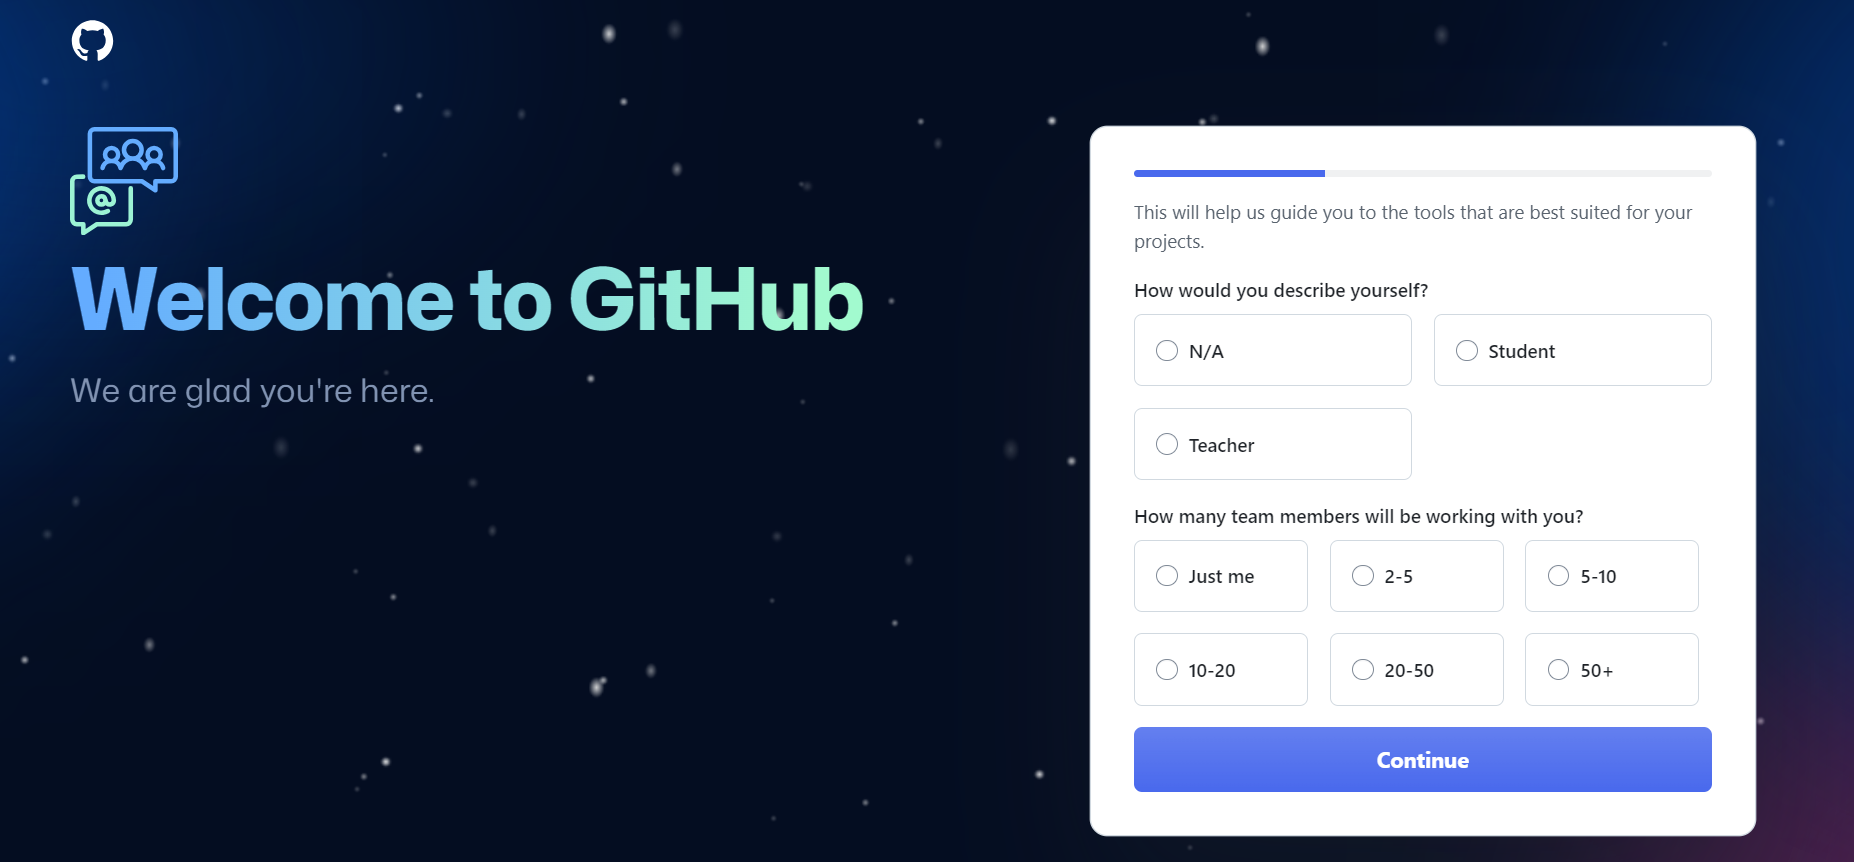 Welcome to GitHub
We are glad you're here.
This will help us guide you to the tools that are best suited for your
projects.
How would you describe yourself?
N/A
Student
Teacher
How many team members will be working with you?
Just me
2-5
5-10
10-20
20-50
50+
Continue